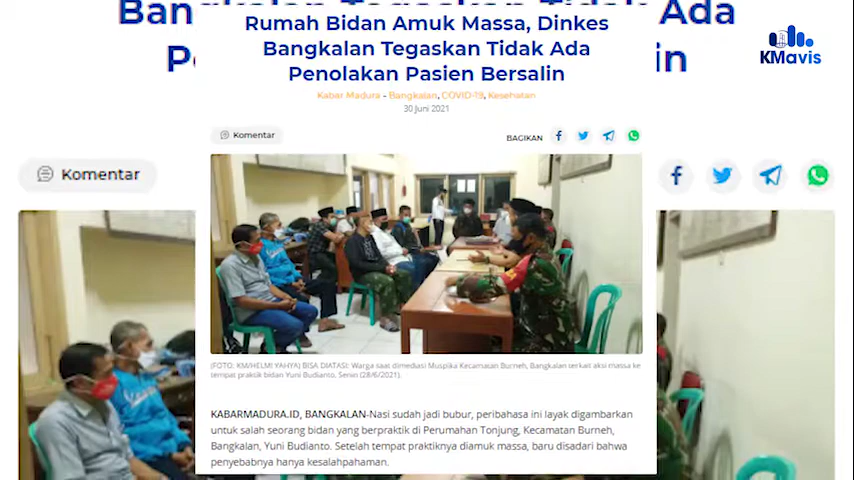 Bangkalan Tegaskan Tidak Ada
KMavis
Rumah Bidan Amuk Massa, Dinkes
Bangkalan Tegaskan Tidak Ada
Penolakan Pasien Bersalin
Kabar Madura - Bangkalan, COVID-19, Kesehatan
30 Juni 2021
Komentar
BAGIKAN
Komentar
(FOTO: KM/HELMI YAHYA) BISA DIATASI: Warga saat dimediasi Muspika Kecamatan Burneh, Bangkalan terkait aksi massa ke
tempat praktik bidan Yuni Budianto, Senin (28/6/2021).
KABARMADURA.ID, BANGKALAN-Nasi sudah jadi bubur, peribahasa ini layak digambarkan
untuk salah seorang bidan yang berpraktik di Perumahan Tonjung, Kecamatan Burneh,
Bangkalan, Yuni Budianto. Setelah tempat praktiknya diamuk massa, baru disadari bahwa
penyebabnya hanya kesalahpahaman.